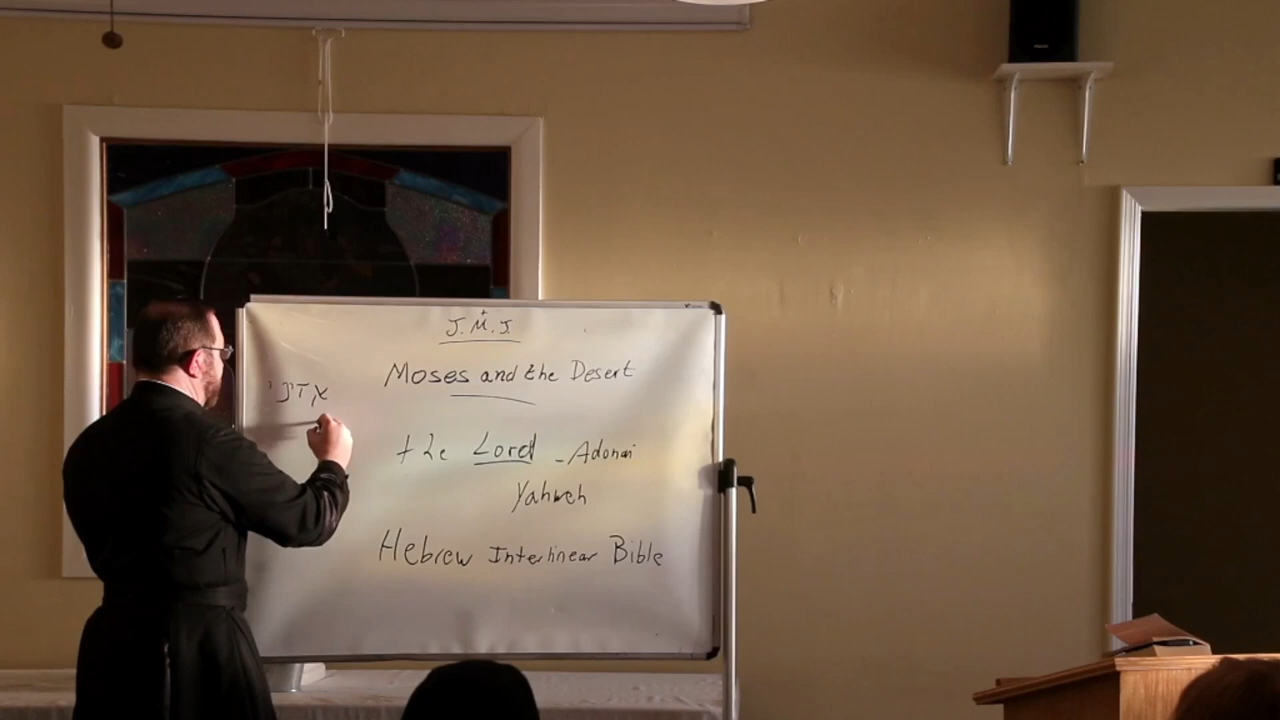 J.M.J.
Moses and the Desert
אדני
the Lord - Adonai
Yahweh
Hebrew Interlinear Bible